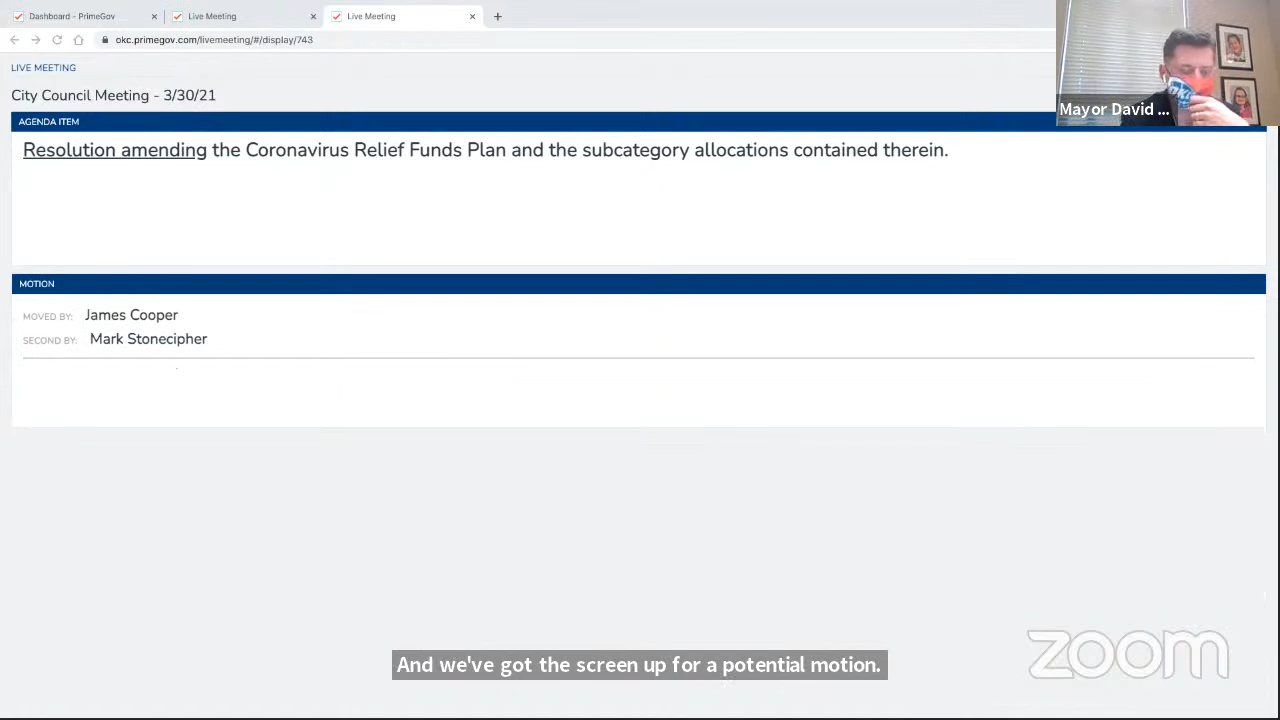 Dashboard - PrimeGov
Live Meeting
Live Meeting
okc.primegov.com/livemeeting/#/display/743
LIVE MEETING
City Council Meeting - 3/30/21
Mayor David ...
AGENDA ITEM
Resolution amending the Coronavirus Relief Funds Plan and the subcategory allocations contained therein.
MOTION
MOVED BY: James Cooper
SECOND BY: Mark Stonecipher
And we've got the screen up for a potential motion.
zoom